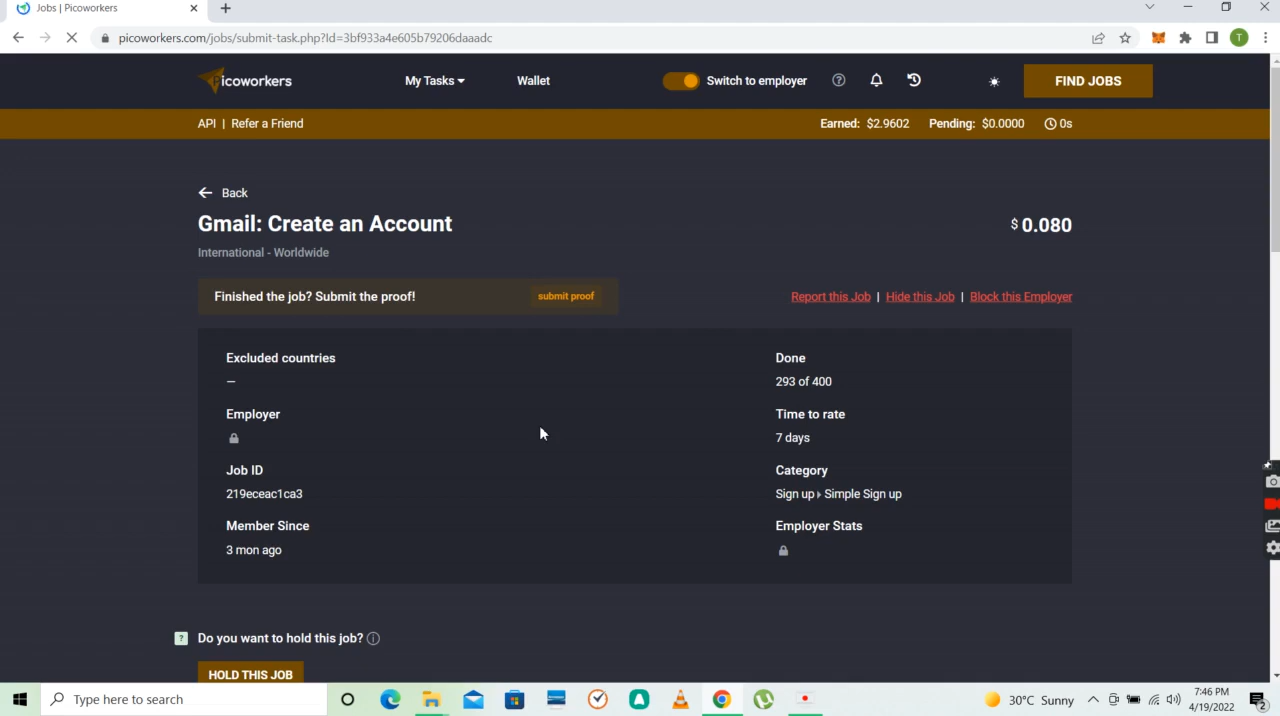 Jobs | Picoworkers
picoworkers.com/jobs/submit-task.php?Id=3bf933a4e605b79206daaadc
T
Picoworkers
My Tasks
Wallet
Switch to employer
FIND JOBS
API | Refer a Friend
Earned: $2.9602 Pending: $0.0000 0s
Back
Gmail: Create an Account
$ 0.080
International - Worldwide
Finished the job? Submit the proof!
submit proof
Report this Job | Hide this Job | Block this Employer
Excluded countries
—
Done
293 of 400
Employer
Time to rate
7 days
Job ID
219eceac1ca3
Category
Sign up Simple Sign up
Member Since
3 mon ago
Employer Stats
Do you want to hold this job?
HOLD THIS JOB
Type here to search
30°C Sunny
7:46 PM
4/19/2022
2